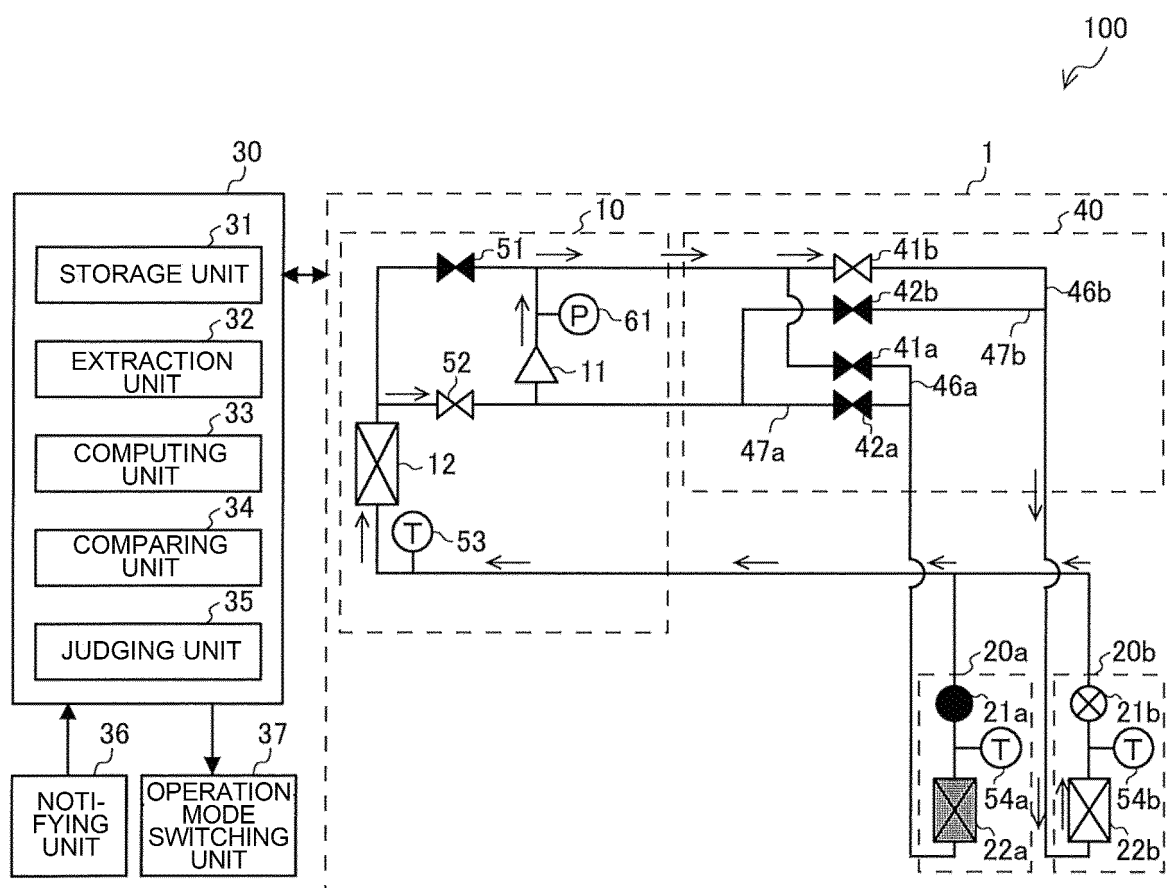 100
30
1
31
10
40
STORAGE UNIT
51
41b
46b
42b
32
P
61
47b
EXTRACTION
UNIT
52
11
41a
46a
33
47a
42a
COMPUTING
UNIT
12
34
T
53
COMPARING
UNIT
35
JUDGING UNIT
20a
20b
21a
21b
36
37
T
T
NOTI-
FYING
UNIT
OPERATION
MODE
SWITCHING
UNIT
54a
54b
22a
22b